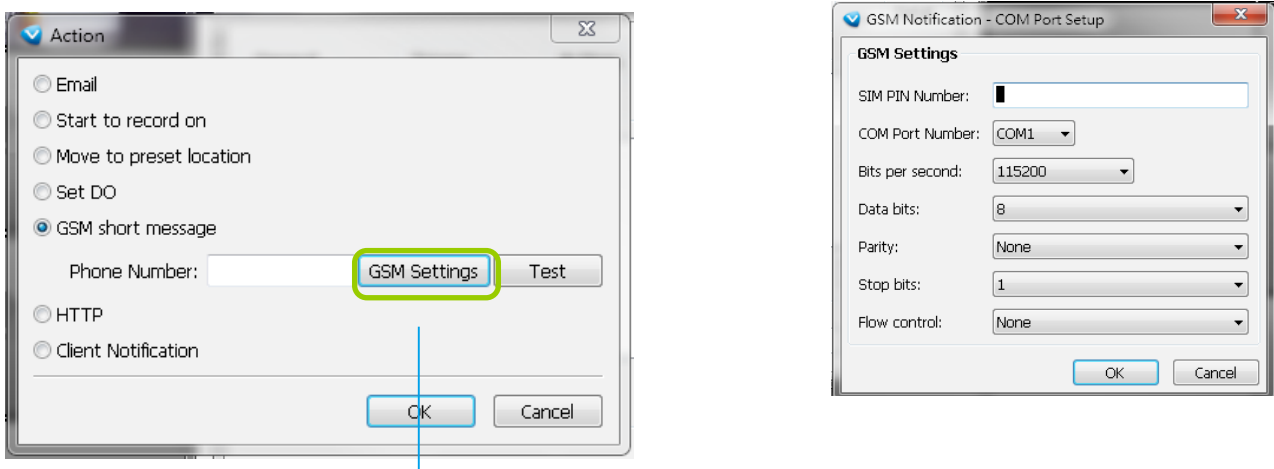 Action
Email
Start to record on
Move to preset location
Set DO
GSM short message
Phone Number: GSM Settings Test
HTTP
Client Notification
OK Cancel
GSM Notification - COM Port Setup
GSM Settings
SIM PIN Number:
COM Port Number: COM1
Bits per second: 115200
Data bits: 8
Parity: None
Stop bits: 1
Flow control: None
OK Cancel